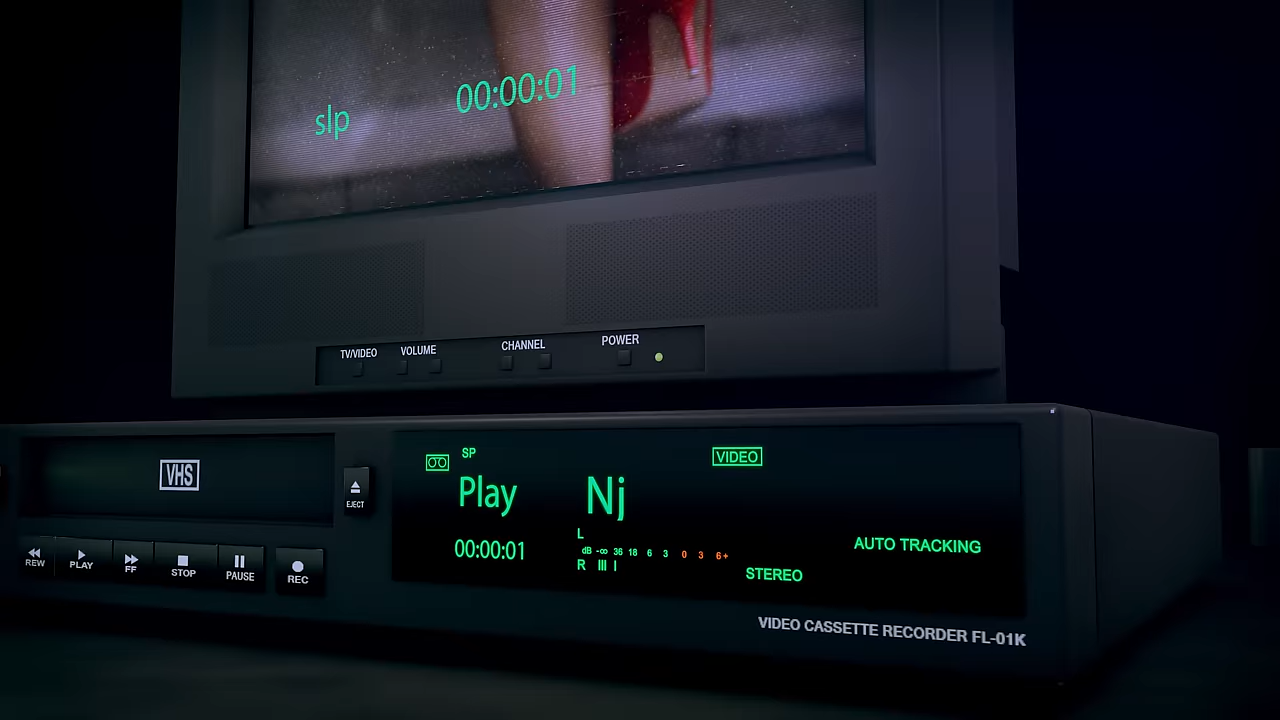 slp
00:00:01
TV/VIDEO
VOLUME
CHANNEL
POWER
VHS
EJECT
REW
PLAY
FF
STOP
PAUSE
REC
SP
VIDEO
Play
Nj
00:00:01
L
dB -∞ 36 18 6 3 0 3 6+
R
AUTO TRACKING
STEREO
VIDEO CASSETTE RECORDER FL-01K